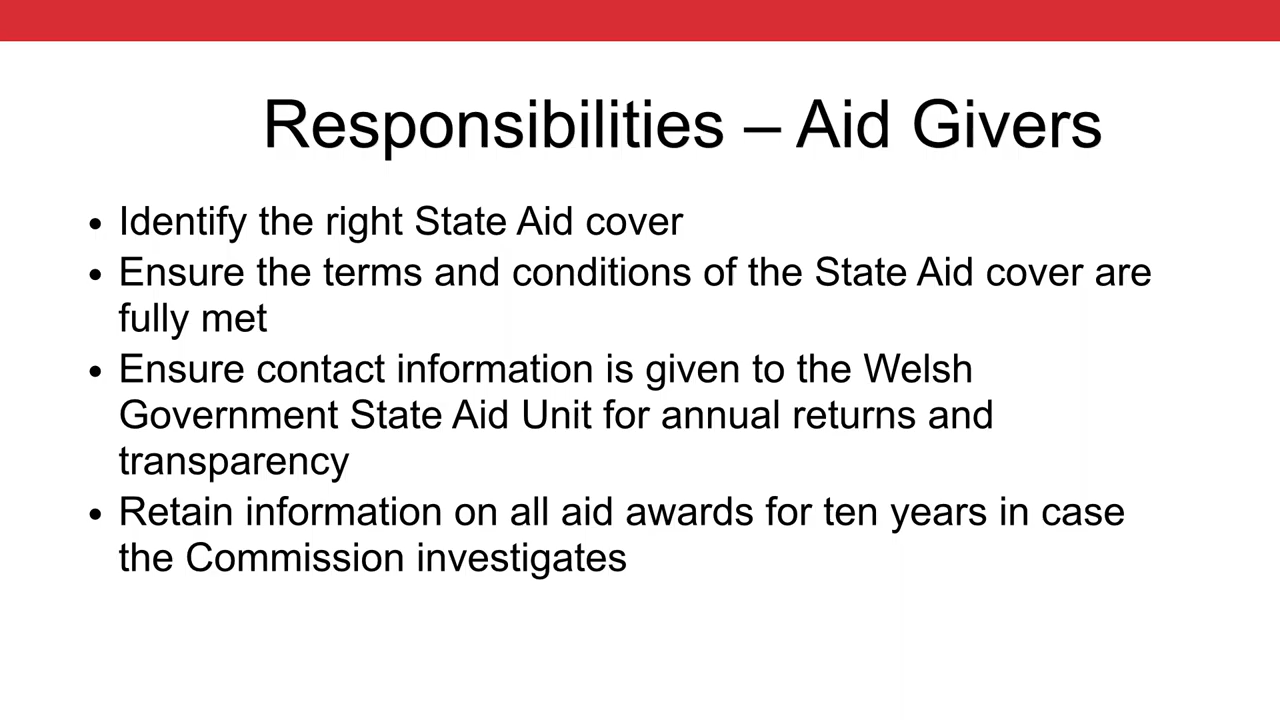 Responsibilities – Aid Givers
• Identify the right State Aid cover
• Ensure the terms and conditions of the State Aid cover are
fully met
• Ensure contact information is given to the Welsh
Government State Aid Unit for annual returns and
transparency
• Retain information on all aid awards for ten years in case
the Commission investigates